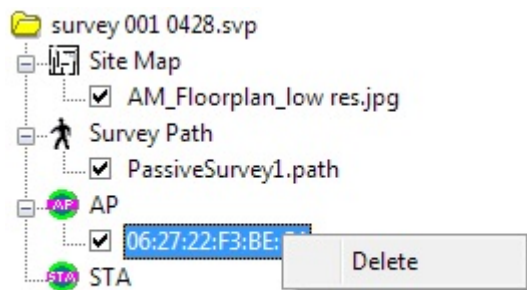 survey 001 0428.svp
Site Map
AM_Floorplan_low res.jpg
Survey Path
PassiveSurvey1.path
AP AP
06:27:22:F3:BE:
Delete
STA STA